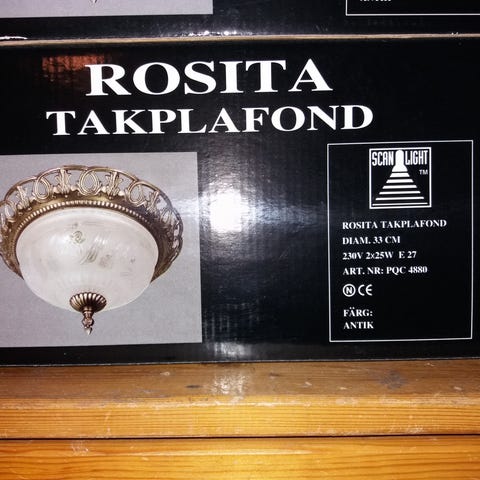 ROSITA
TAKPLAFOND
SCAN LIGHT
TM
ROSITA TAKPLAFOND
DIAM. 33 CM
230V 2x25W E 27
ART. NR: PQC 4880
N CE
FÄRG:
ANTIK